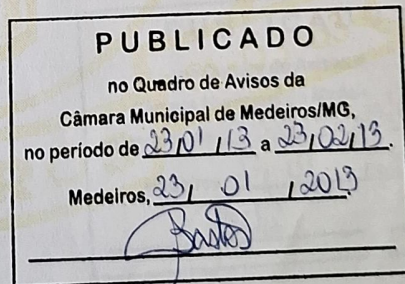 PUBLICADO
no Quadro de Avisos da
Câmara Municipal de Medeiros/MG,
no período de 23/01/13 a 23/02/13.
Medeiros, 23/01/2013
Bastos